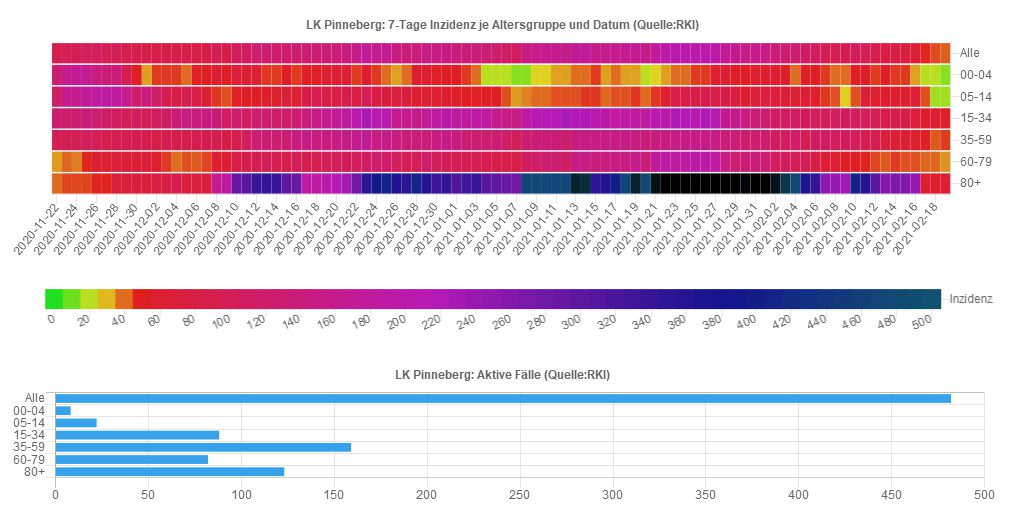 LK Pinneberg: 7-Tage Inzidenz je Altersgruppe und Datum (Quelle:RKI)
Alle
00-04
05-14
15-34
35-59
60-79
80+
2020-11-22 2020-11-24 2020-11-26 2020-11-28 2020-11-30 2020-12-02 2020-12-04 2020-12-06 2020-12-08 2020-12-10 2020-12-12 2020-12-14 2020-12-16 2020-12-18 2020-12-20 2020-12-22 2020-12-24 2020-12-26 2020-12-28 2020-12-30 2021-01-01 2021-01-03 2021-01-05 2021-01-07 2021-01-09 2021-01-11 2021-01-13 2021-01-15 2021-01-17 2021-01-19 2021-01-21 2021-01-23 2021-01-25 2021-01-27 2021-01-29 2021-01-31 2021-02-02 2021-02-04 2021-02-06 2021-02-08 2021-02-10 2021-02-12 2021-02-14 2021-02-16 2021-02-18
Inzidenz
0 20 40 60 80 100 120 140 160 180 200 220 240 260 280 300 320 340 360 380 400 420 440 460 480 500
LK Pinneberg: Aktive Fälle (Quelle:RKI)
Alle
00-04
05-14
15-34
35-59
60-79
80+
0 50 100 150 200 250 300 350 400 450 500